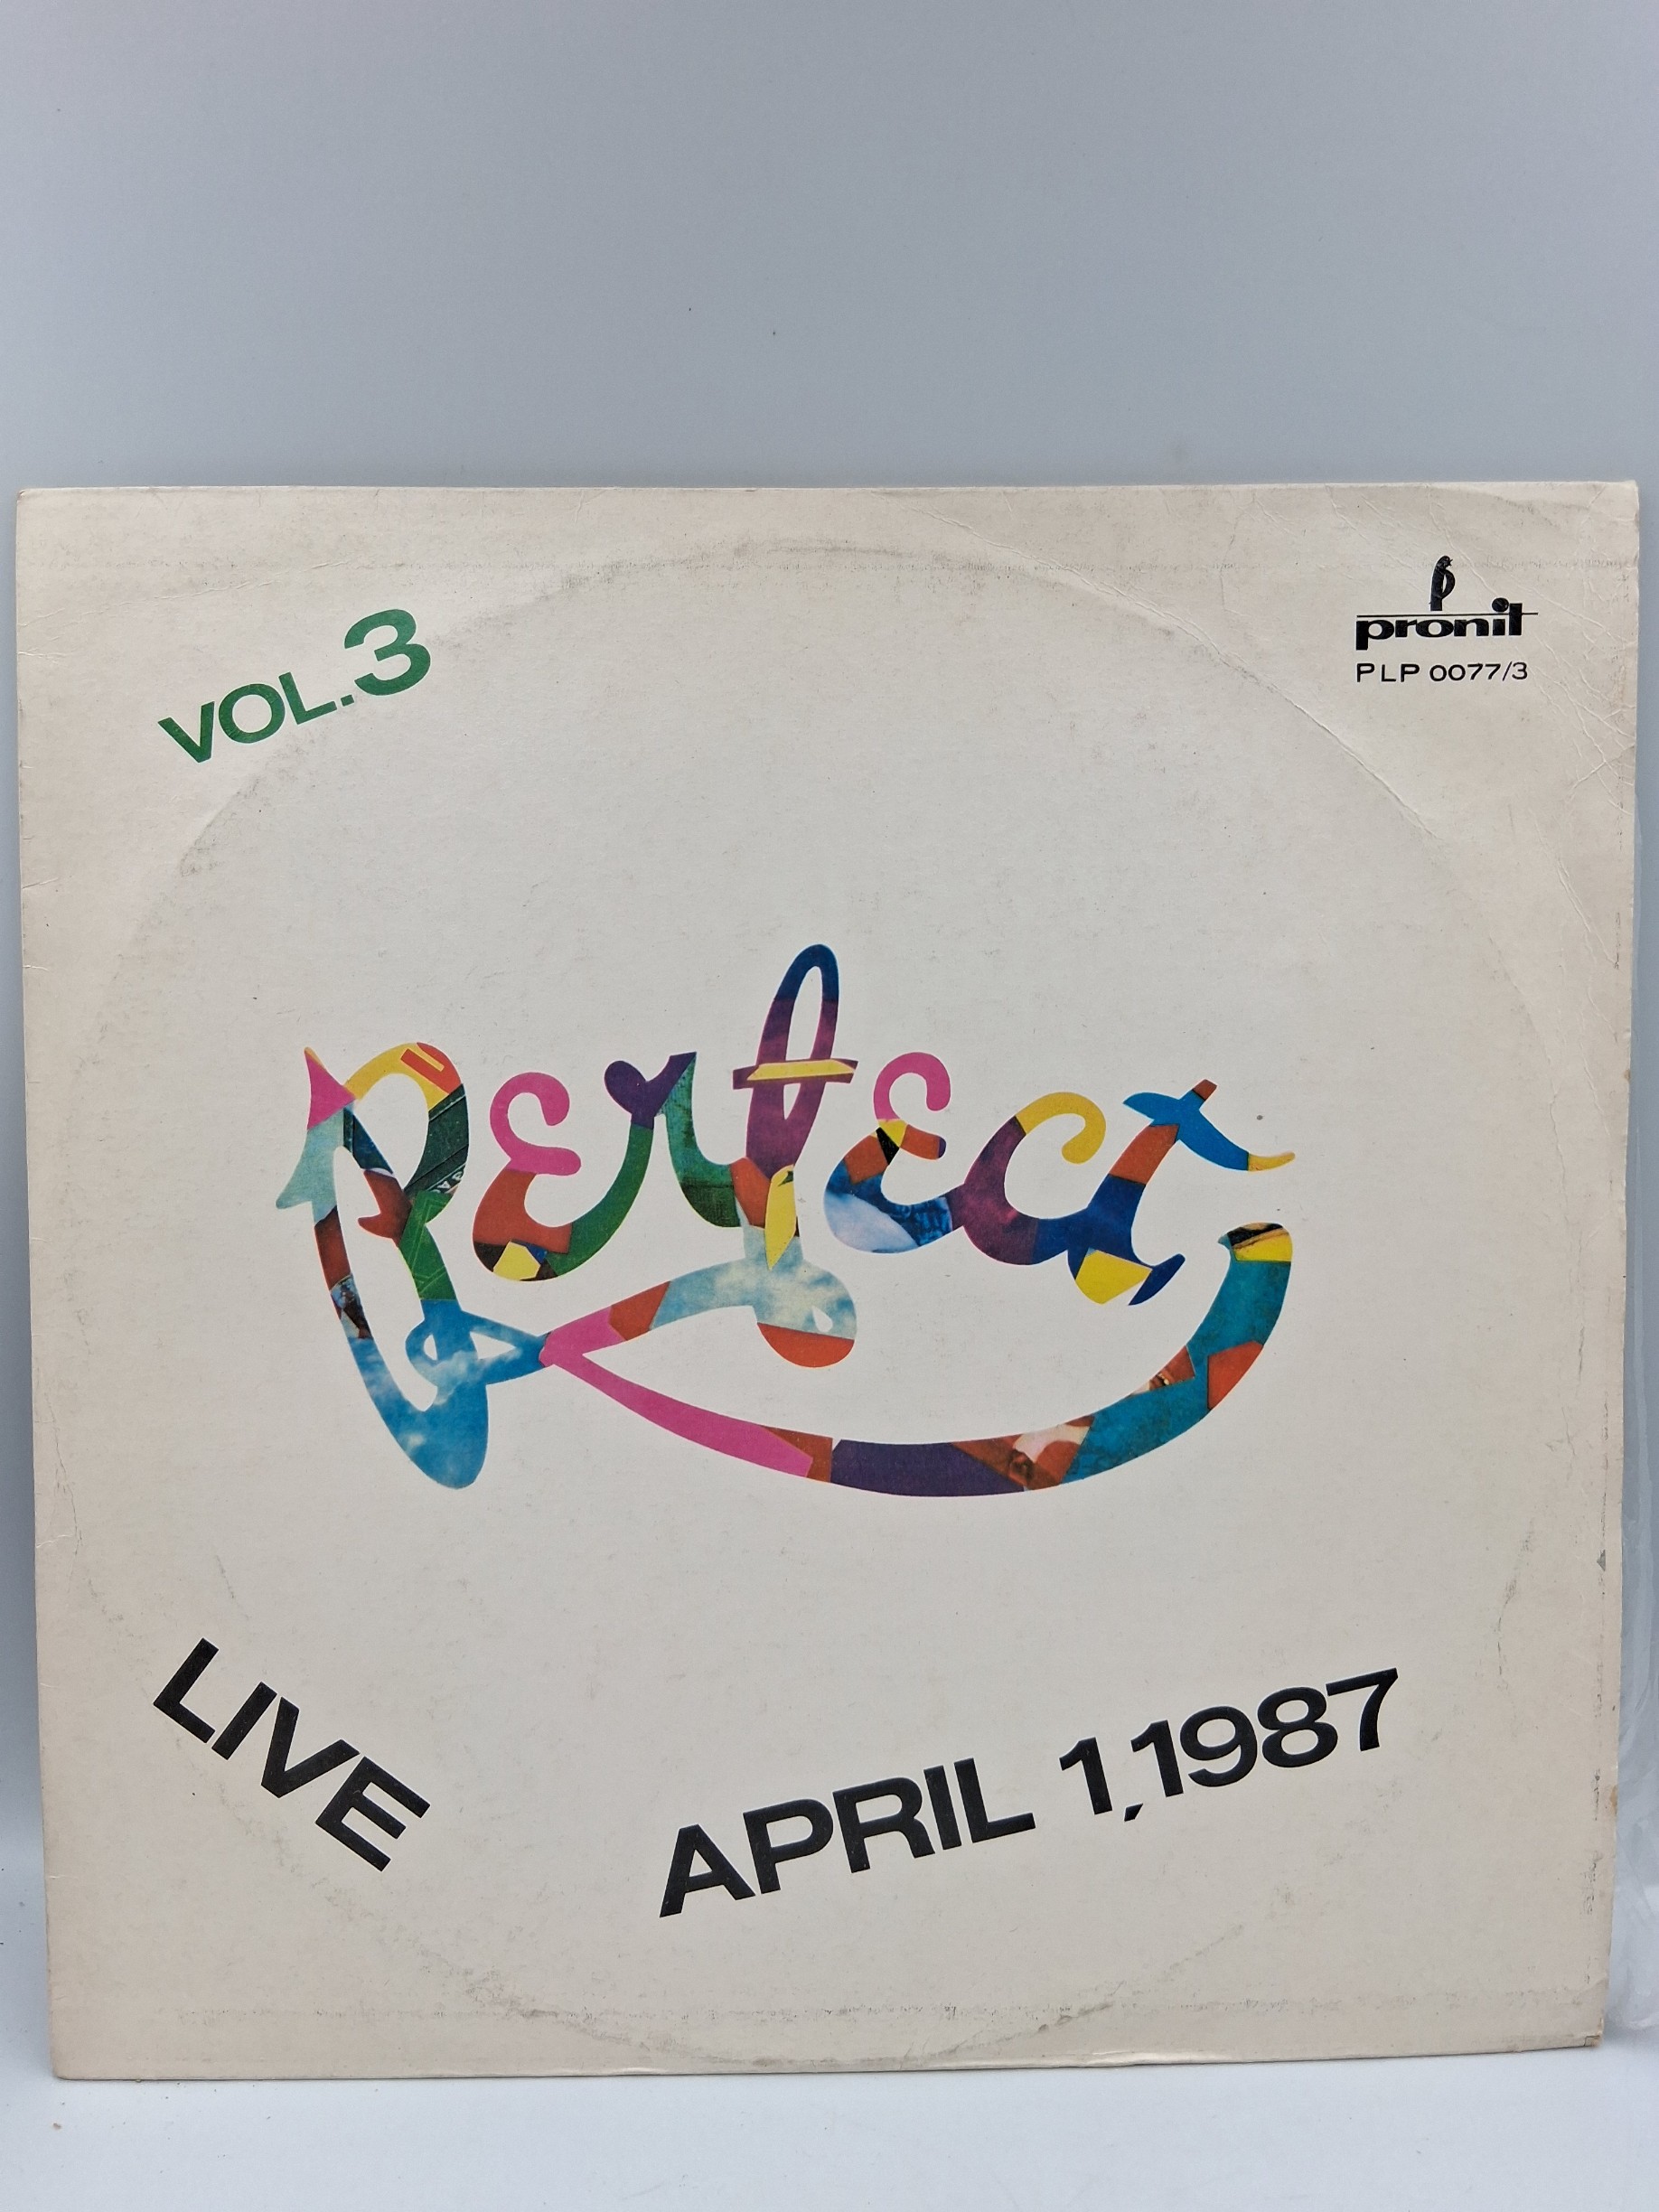 VOL.3
pronit
PLP 0077/3
Perfect
LIVE
APRIL 1,1987